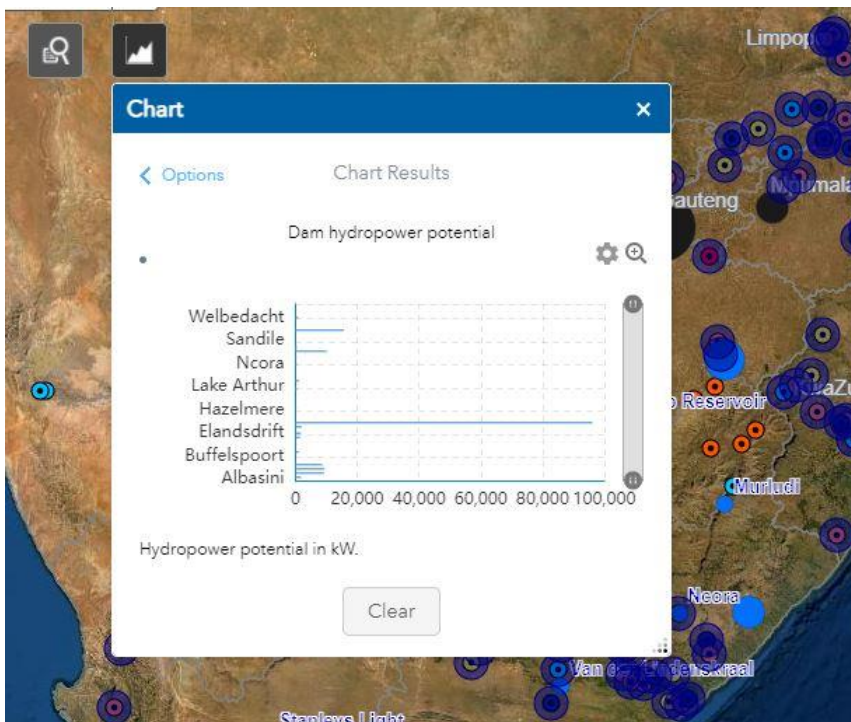 Limpopo
Chart
Options
Chart Results
Mpumala
Gauteng
Dam hydropower potential
Welbedacht
Sandile
Ncora
Lake Arthur
Hazelmere
Elandsdrift
Buffelspoort
Albasini
0 20,000 40,000 60,000 80,000 100,000
Reservoir
Murludi
Hydropower potential in kW.
Clear
Ncora
Stanleys Light